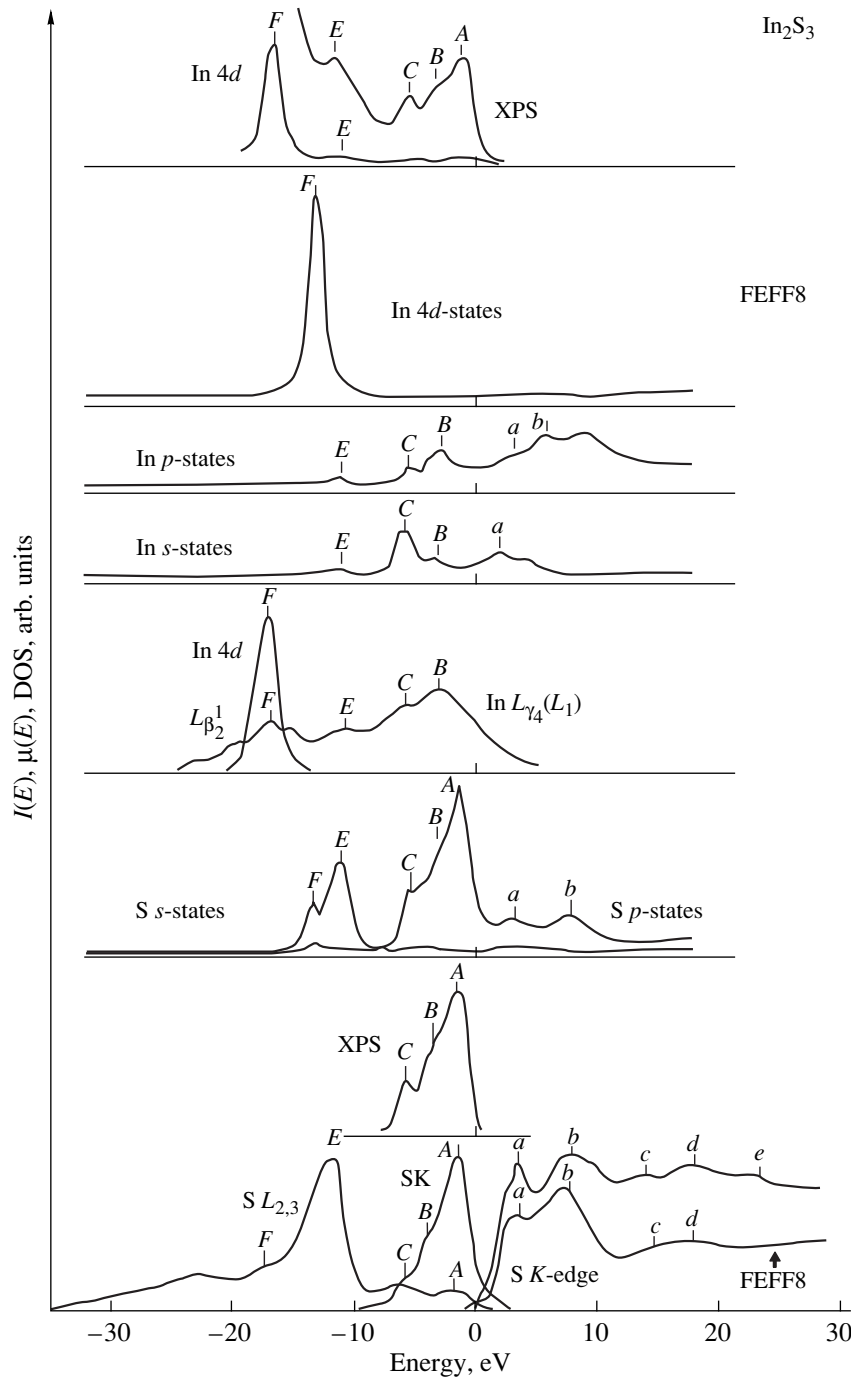 In₂S₃
F
E
A
C
B
In 4d
XPS
E
F
In 4d-states
FEFF8
In p-states
E
C
B
a
b
In s-states
E
C
B
a
F
In 4d
Lβ₂¹
F
E
C
B
In Lγ₄(L₁)
A
B
E
C
F
a
b
S s-states
S p-states
A
B
XPS
C
E
A
SK
a
b
c
d
e
S L₂,₃
B
a
b
F
C
A
c
d
S K-edge
FEFF8
−30
−20
−10
0
10
20
30
Energy, eV
I(E), μ(E), DOS, arb. units